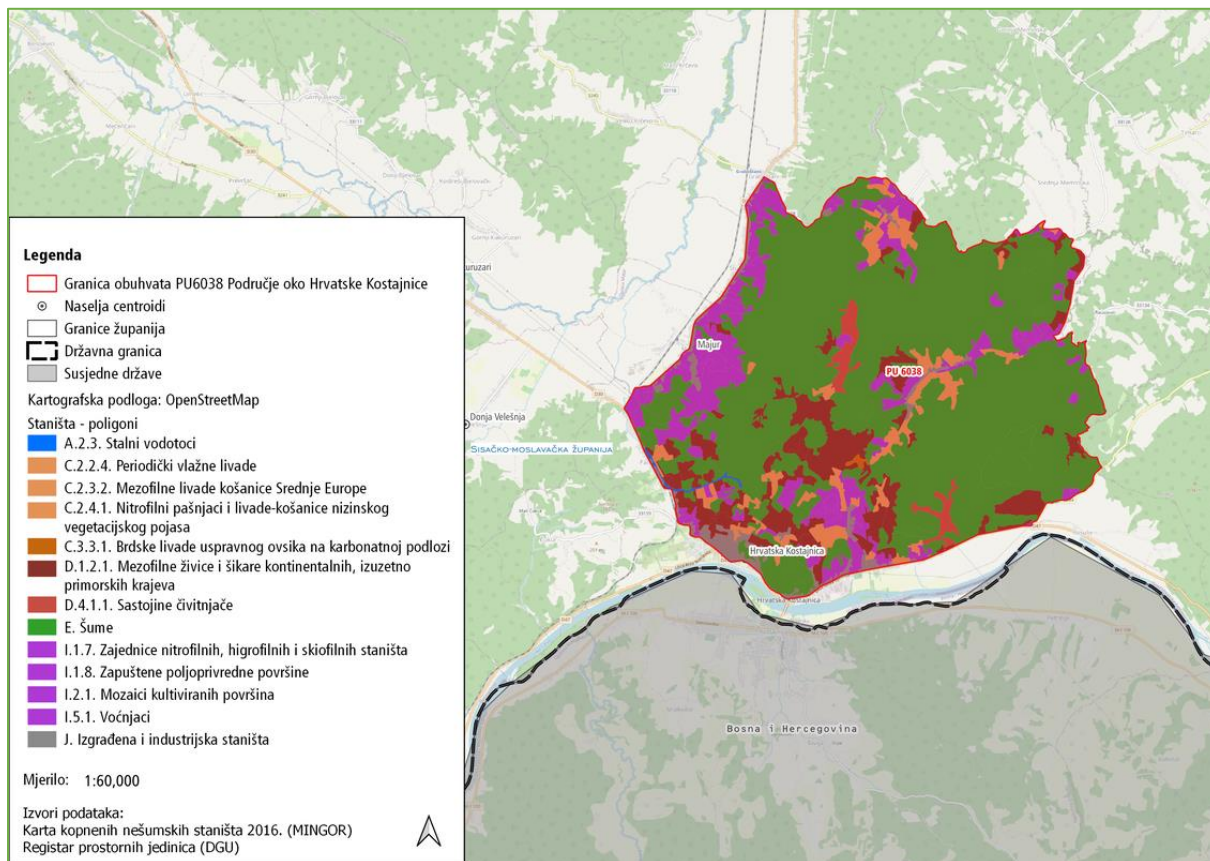 Legenda
Granica obuhvata PU6038 Područje oko Hrvatske Kostajnice
Naselja centroidi
Granice županija
Državna granica
Susjedne države
Kartografska podloga: OpenStreetMap
Staništa - poligoni
A.2.3. Stalni vodotoci
C.2.2.4. Periodički vlažne livade
C.2.3.2. Mezofilne livade košanice Srednje Europe
C.2.4.1. Nitrofilni pašnjaci i livade-košanice nizinskog
vegetacijskog pojasa
C.3.3.1. Brdske livade uspravnog ovsika na karbonatnoj podlozi
D.1.2.1. Mezofilne živice i šikare kontinentalnih, izuzetno
primorskih krajeva
D.4.1.1. Sastojine čivitnjače
E. Šume
I.1.7. Zajednice nitrofilnih, higrofilnih i skiofilnih staništa
I.1.8. Zapuštene poljoprivredne površine
I.2.1. Mozaici kultiviranih površina
I.5.1. Voćnjaci
J. Izgrađena i industrijska staništa
Mjerilo: 1:60,000
Izvori podataka:
Karta kopnenih nešumskih staništa 2016. (MINGOR)
Registar prostornih jedinica (DGU)
Majur
PU 6038
Donja Velešnja
Sisačko-moslavačka županija
Hrvatska Kostajnica
Bosna i Hercegovina